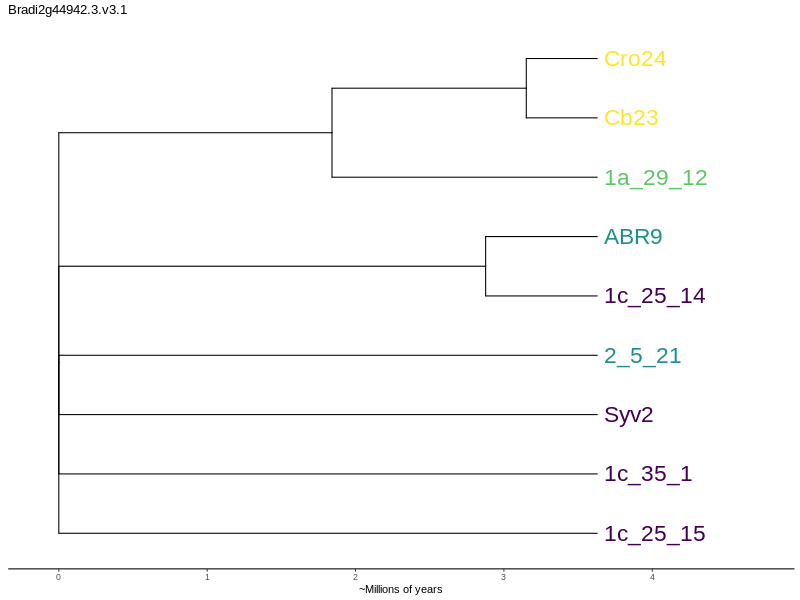 Bradi2g44942.3.v3.1
Cro24
Cb23
1a_29_12
ABR9
1c_25_14
2_5_21
Syv2
1c_35_1
1c_25_15
0 1 2 3 4
~Millions of years